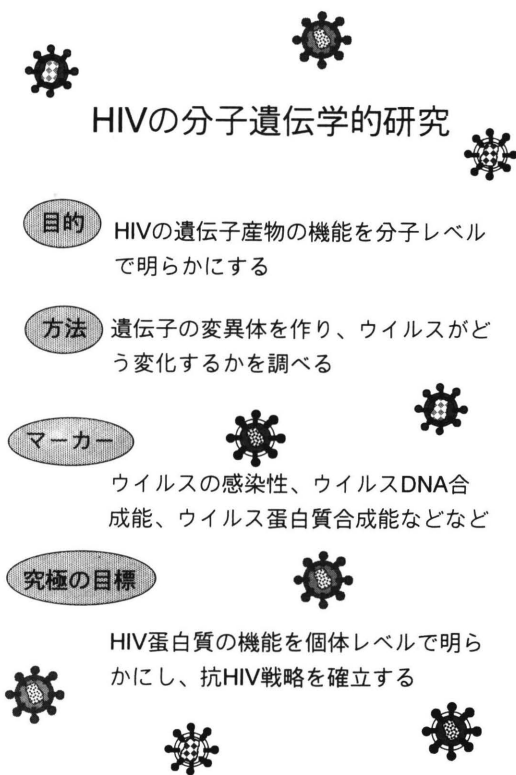 HIVの分子遺伝学的研究
目的
HIVの遺伝子産物の機能を分子レベル
で明らかにする
方法
遺伝子の変異体を作り、ウイルスがど
う変化するかを調べる
マーカー
ウイルスの感染性、ウイルスDNA合
成能、ウイルス蛋白質合成能などなど
究極の目標
HIV蛋白質の機能を個体レベルで明ら
かにし、抗HIV戦略を確立する